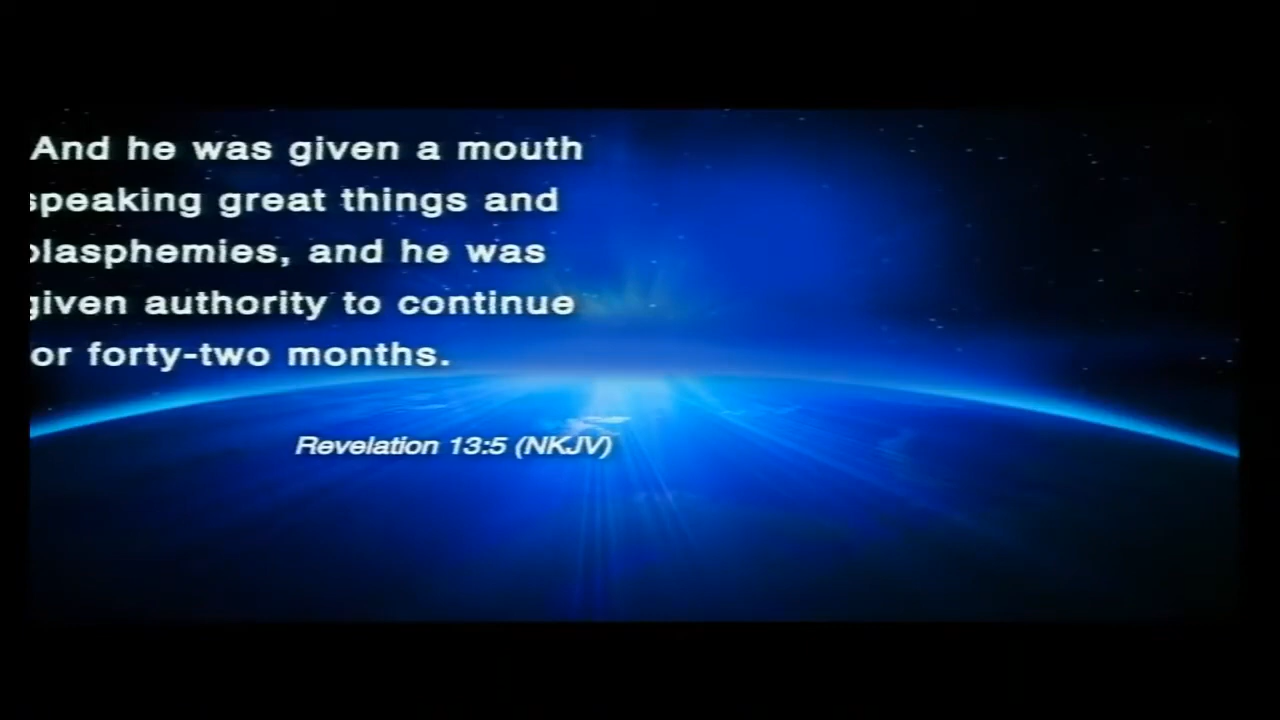 And he was given a mouth
speaking great things and
blasphemies, and he was
given authority to continue
or forty-two months.
Revelation 13:5 (NKJV)